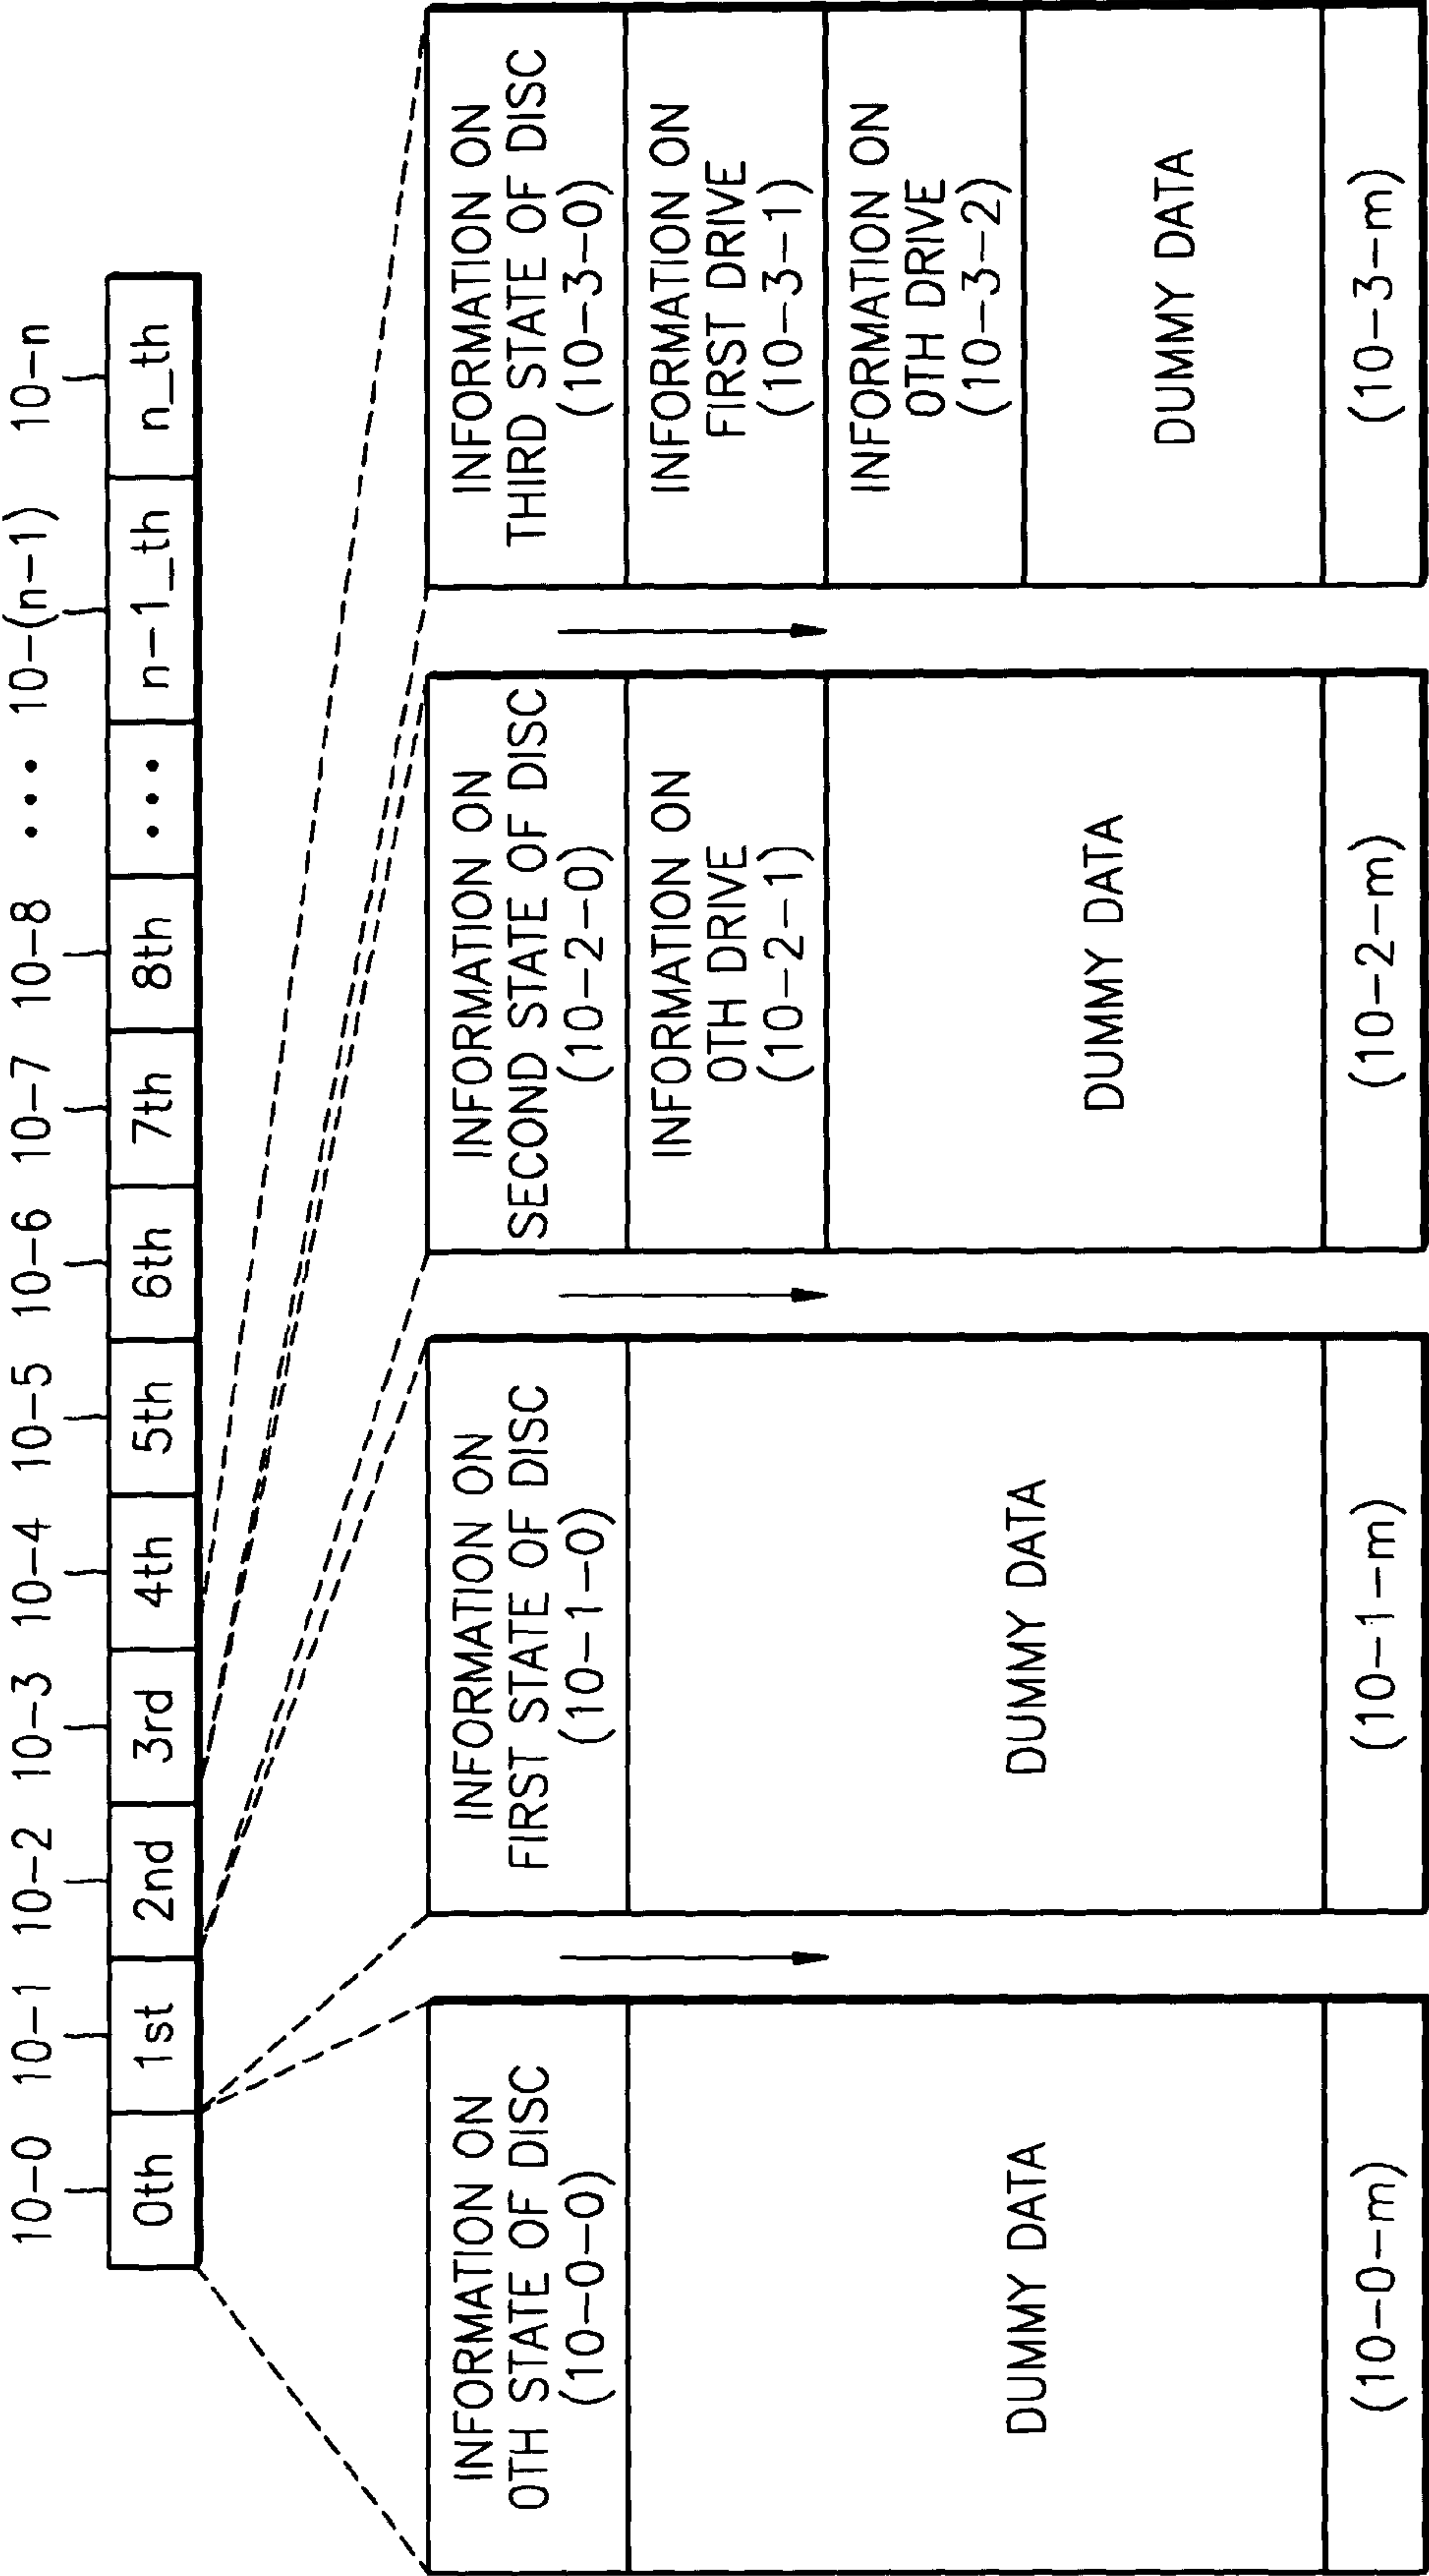 10-0 10-1 10-2 10-3 10-4 10-5 10-6 10-7 10-8 ••• 10-(n-1) 10-n
0th 1st 2nd 3rd 4th 5th 6th 7th 8th ••• n-1_th n_th
INFORMATION ON
0TH STATE OF DISC
(10-0-0)
DUMMY DATA
(10-0-m)
INFORMATION ON
FIRST STATE OF DISC
(10-1-0)
DUMMY DATA
(10-1-m)
INFORMATION ON
SECOND STATE OF DISC
(10-2-0)
INFORMATION ON
0TH DRIVE
(10-2-1)
DUMMY DATA
(10-2-m)
INFORMATION ON
THIRD STATE OF DISC
(10-3-0)
INFORMATION ON
FIRST DRIVE
(10-3-1)
INFORMATION ON
0TH DRIVE
(10-3-2)
DUMMY DATA
(10-3-m)